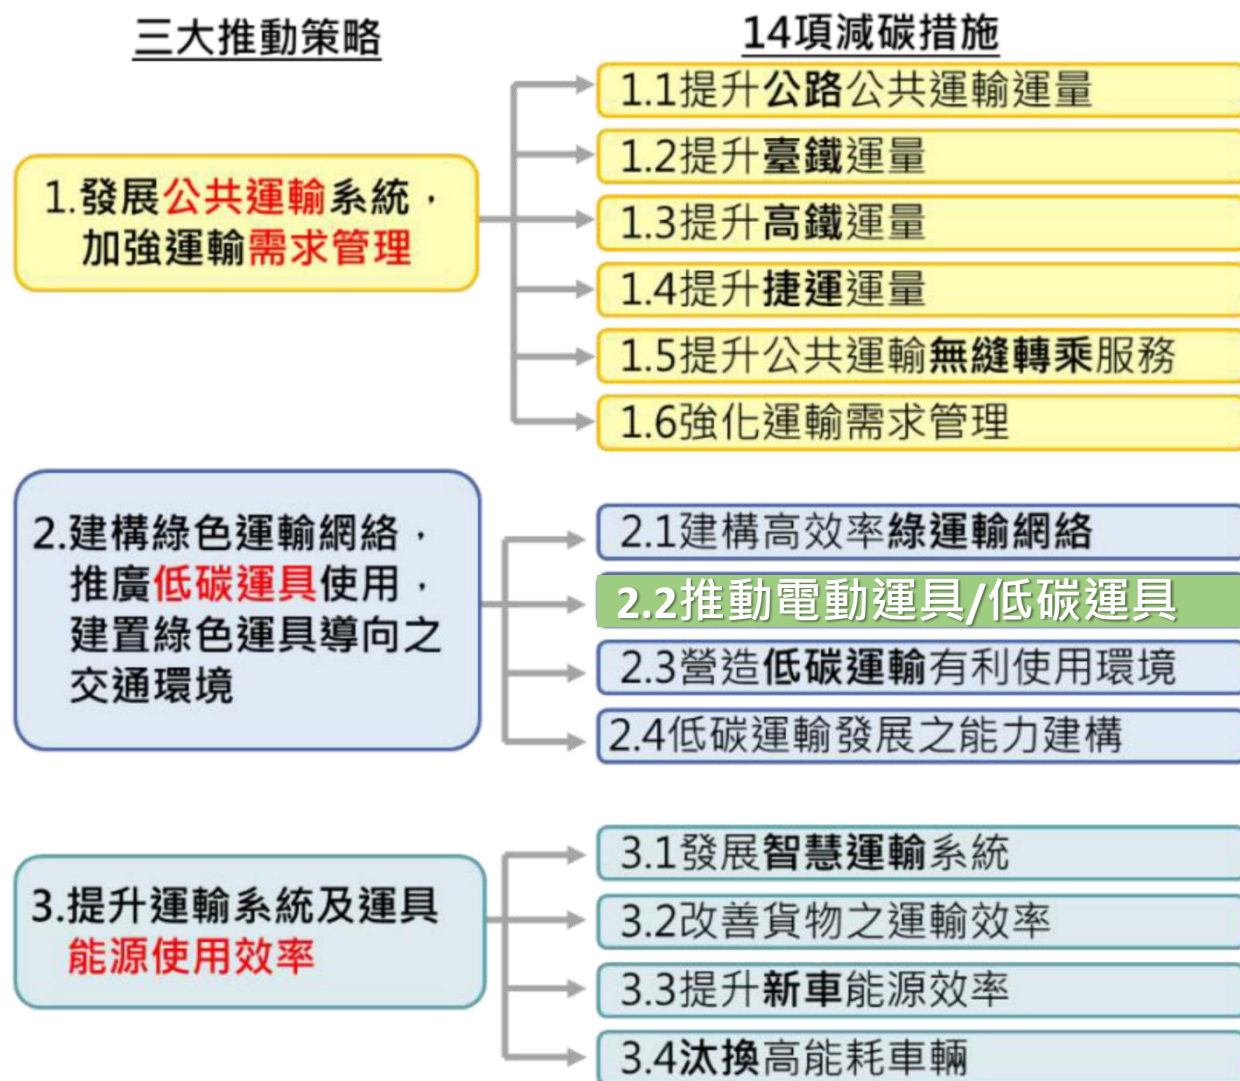 三大推動策略
14項減碳措施
1.發展公共運輸系統，
加強運輸需求管理
1.1提升公路公共運輸運量
1.2提升臺鐵運量
1.3提升高鐵運量
1.4提升捷運運量
1.5提升公共運輸無縫轉乘服務
1.6強化運輸需求管理
2.建構綠色運輸網絡，
推廣低碳運具使用，
建置綠色運具導向之
交通環境
2.1建構高效率綠運輸網絡
2.2推動電動運具/低碳運具
2.3營造低碳運輸有利使用環境
2.4低碳運輸發展之能力建構
3.提升運輸系統及運具
能源使用效率
3.1發展智慧運輸系統
3.2改善貨物之運輸效率
3.3提升新車能源效率
3.4汰換高能耗車輛